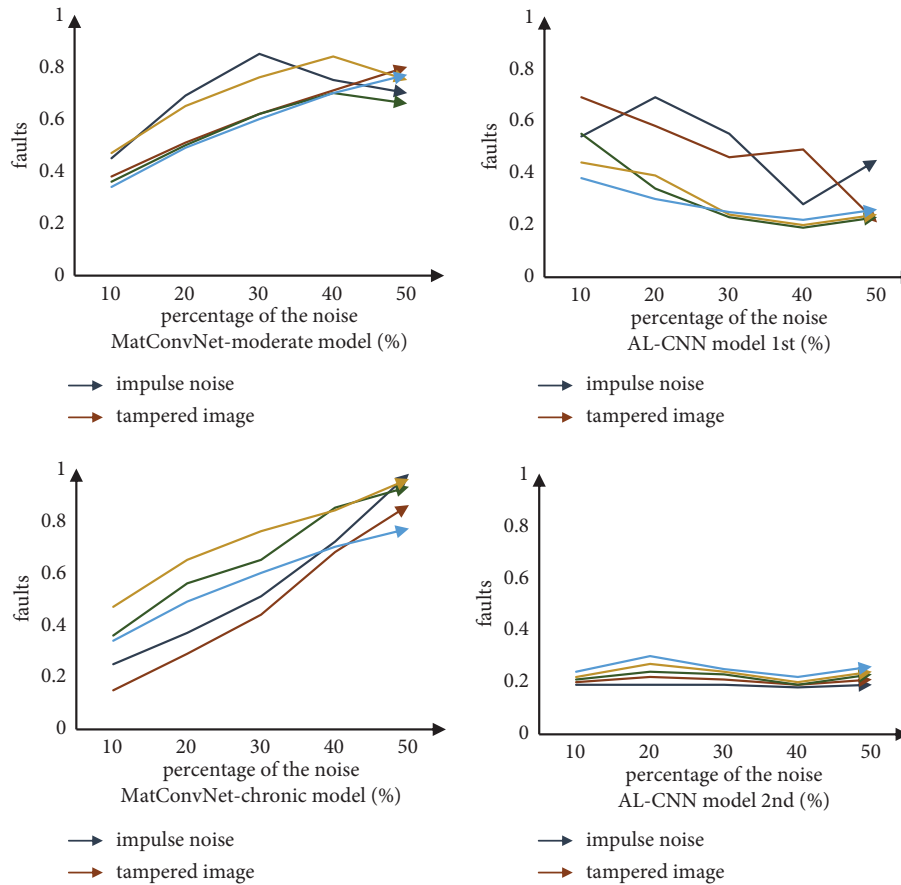 1
0.8
0.6
0.4
0.2
0
faults
10 20 30 40 50
percentage of the noise
MatConvNet-moderate model (%)
impulse noise
tampered image
1
0.8
0.6
0.4
0.2
0
faults
10 20 30 40 50
percentage of the noise
AL-CNN model 1st (%)
impulse noise
tampered image
1
0.8
0.6
0.4
0.2
0
faults
10 20 30 40 50
percentage of the noise
MatConvNet-chronic model (%)
impulse noise
tampered image
1
0.8
0.6
0.4
0.2
0
faults
10 20 30 40 50
percentage of the noise
AL-CNN model 2nd (%)
impulse noise
tampered image